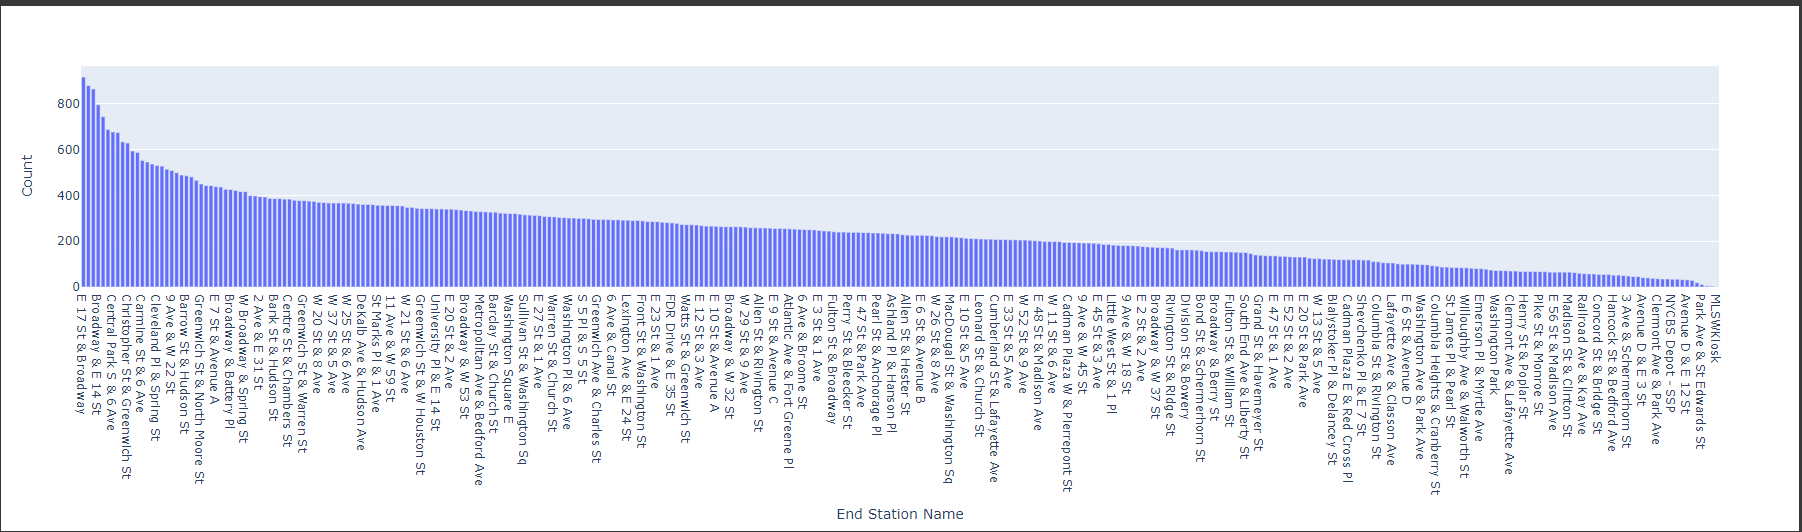 800
600
400
200
0
Count
E 17 St & Broadway
Broadway & E 14 St
Central Park S & 6 Ave
Christopher St & Greenwich St
Carmine St & 6 Ave
Cleveland Pl & Spring St
9 Ave & W 22 St
Barrow St & Hudson St
Greenwich St & North Moore St
E 7 St & Avenue A
Broadway & Battery Pl
W Broadway & Spring St
2 Ave & E 31 St
Bank St & Hudson St
Centre St & Chambers St
Greenwich St & Warren St
W 20 St & 8 Ave
W 37 St & 5 Ave
W 25 St & 6 Ave
DeKalb Ave & Hudson Ave
St Marks Pl & 1 Ave
11 Ave & W 59 St
W 21 St & 6 Ave
Greenwich St & W Houston St
University Pl & E 14 St
E 20 St & 2 Ave
Broadway & W 53 St
Metropolitan Ave & Bedford Ave
Barclay St & Church St
Washington Square E
Sullivan St & Washington Sq
E 27 St & 1 Ave
Warren St & Church St
Washington Pl & 6 Ave
S 5 Pl & S 5 St
Greenwich Ave & Charles St
6 Ave & Canal St
Lexington Ave & E 24 St
Front St & Washington St
E 23 St & 1 Ave
FDR Drive & E 35 St
Watts St & Greenwich St
E 12 St & 3 Ave
E 10 St & Avenue A
Broadway & W 32 St
W 29 St & 9 Ave
Allen St & Rivington St
E 9 St & Avenue C
Atlantic Ave & Fort Greene Pl
6 Ave & Broome St
E 3 St & 1 Ave
Fulton St & Broadway
Perry St & Bleecker St
E 47 St & Park Ave
Pearl St & Anchorage Pl
Ashland Pl & Hanson Pl
Allen St & Hester St
E 6 St & Avenue B
W 26 St & 8 Ave
MacDougal St & Washington Sq
E 10 St & 5 Ave
Leonard St & Church St
Cumberland St & Lafayette Ave
E 33 St & 5 Ave
W 52 St & 9 Ave
E 48 St & Madison Ave
W 11 St & 6 Ave
Cadman Plaza W & Pierrepont St
9 Ave & W 45 St
E 45 St & 3 Ave
Little West St & 1 Pl
9 Ave & W 18 St
E 2 St & 2 Ave
Broadway & W 37 St
Rivington St & Ridge St
Division St & Bowery
Bond St & Schermerhorn St
Broadway & Berry St
Fulton St & William St
South End Ave & Liberty St
Grand St & Havemeyer St
E 47 St & 1 Ave
E 52 St & 2 Ave
E 20 St & Park Ave
W 13 St & 5 Ave
Bialystoker Pl & Delancey St
Cadman Plaza E & Red Cross Pl
Shevchenko Pl & E 7 St
Columbia St & Rivington St
Lafayette Ave & Classon Ave
E 6 St & Avenue D
Washington Ave & Park Ave
Columbia Heights & Cranberry St
St James Pl & Pearl St
Willoughby Ave & Walworth St
Emerson Pl & Myrtle Ave
Washington Park
Clermont Ave & Lafayette Ave
Henry St & Poplar St
Pike St & Monroe St
E 56 St & Madison Ave
Madison St & Clinton St
Railroad Ave & Kay Ave
Concord St & Bridge St
Hancock St & Bedford Ave
3 Ave & Schermerhorn St
Avenue D & E 3 St
Clermont Ave & Park Ave
NYCBS Depot - SSP
Avenue D & E 12 St
Park Ave & St Edwards St
MLSWKiosk
End Station Name